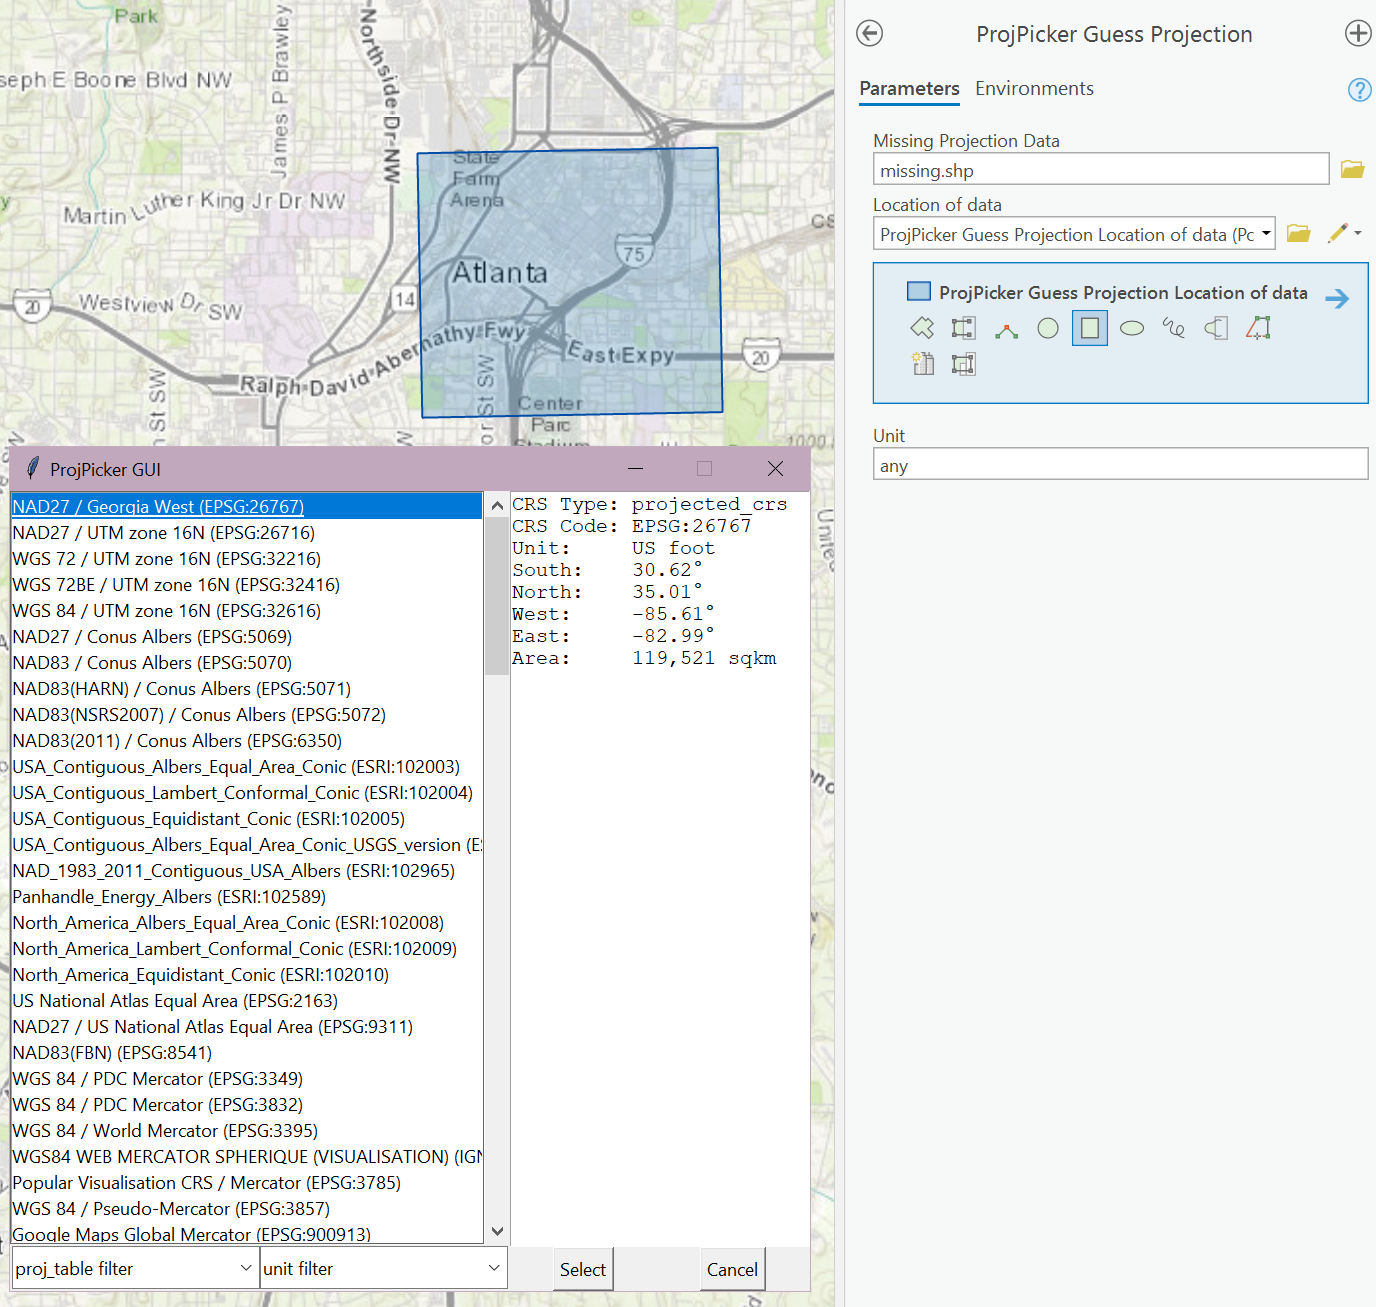 Park
Northside Dr NW
James P Brawley
seph E Boone Blvd NW
State
Farm
Arena
Martin Luther King Jr Dr NW
75
Atlanta
14
20
Westview Dr SW
Abernathy Fwy
East Expy
20
Ralph David
St SW
or St SW
Center
Parc
Stadium
1000
ProjPicker GUI
NAD27 / Georgia West (EPSG:26767)
NAD27 / UTM zone 16N (EPSG:26716)
WGS 72 / UTM zone 16N (EPSG:32216)
WGS 72BE / UTM zone 16N (EPSG:32416)
WGS 84 / UTM zone 16N (EPSG:32616)
NAD27 / Conus Albers (EPSG:5069)
NAD83 / Conus Albers (EPSG:5070)
NAD83(HARN) / Conus Albers (EPSG:5071)
NAD83(NSRS2007) / Conus Albers (EPSG:5072)
NAD83(2011) / Conus Albers (EPSG:6350)
USA_Contiguous_Albers_Equal_Area_Conic (ESRI:102003)
USA_Contiguous_Lambert_Conformal_Conic (ESRI:102004)
USA_Contiguous_Equidistant_Conic (ESRI:102005)
USA_Contiguous_Albers_Equal_Area_Conic_USGS_version (E
NAD_1983_2011_Contiguous_USA_Albers (ESRI:102965)
Panhandle_Energy_Albers (ESRI:102589)
North_America_Albers_Equal_Area_Conic (ESRI:102008)
North_America_Lambert_Conformal_Conic (ESRI:102009)
North_America_Equidistant_Conic (ESRI:102010)
US National Atlas Equal Area (EPSG:2163)
NAD27 / US National Atlas Equal Area (EPSG:9311)
NAD83(FBN) (EPSG:8541)
WGS 84 / PDC Mercator (EPSG:3349)
WGS 84 / PDC Mercator (EPSG:3832)
WGS 84 / World Mercator (EPSG:3395)
WGS84 WEB MERCATOR SPHERIQUE (VISUALISATION) (IGN
Popular Visualisation CRS / Mercator (EPSG:3785)
WGS 84 / Pseudo-Mercator (EPSG:3857)
Google Maps Global Mercator (EPSG:900913)
proj_table filter
unit filter
CRS Type: projected_crs
CRS Code: EPSG:26767
Unit: US foot
South: 30.62°
North: 35.01°
West: -85.61°
East: -82.99°
Area: 119,521 sqkm
Select
Cancel
ProjPicker Guess Projection
Parameters
Environments
Missing Projection Data
missing.shp
Location of data
ProjPicker Guess Projection Location of data (Pc
ProjPicker Guess Projection Location of data
Unit
any